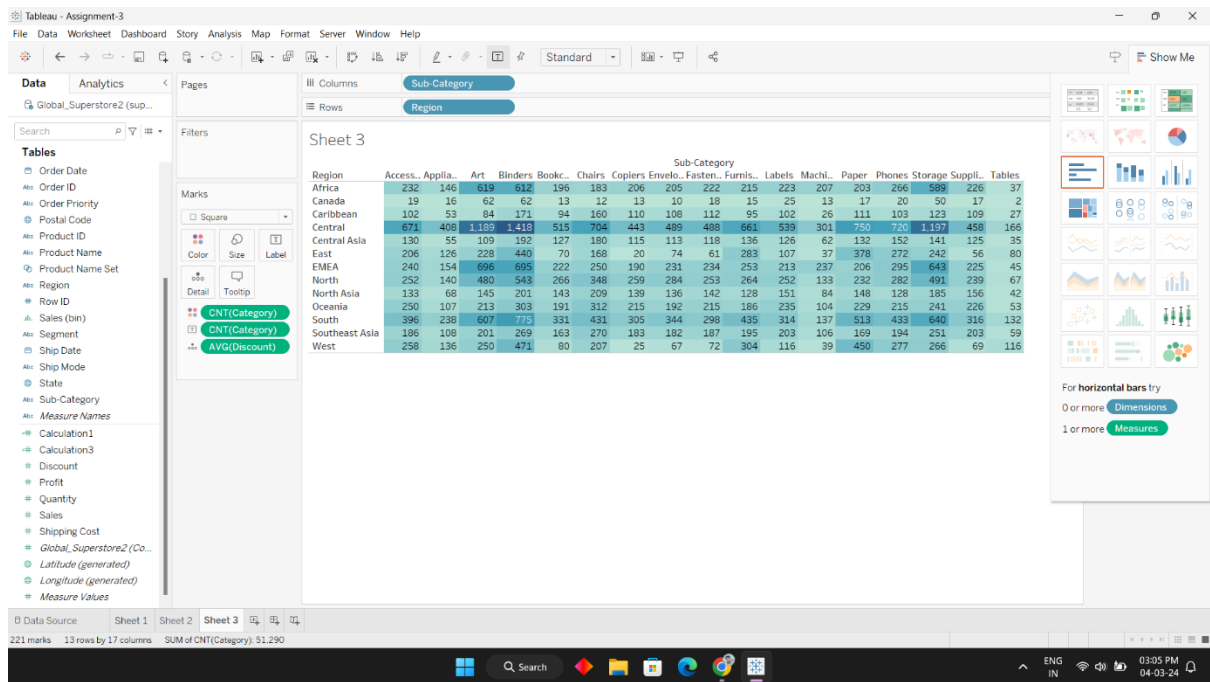 Tableau - Assignment-3
File Data Worksheet Dashboard Story Analysis Map Format Server Window Help
Standard
Show Me
Data Analytics
Pages
Columns Sub-Category
Global_Superstore2 (sup...
Rows Region
Search
Filters
Sheet 3
Tables
Order Date
Abc Order ID
Abc Order Priority
Postal Code
Abc Product ID
Abc Product Name
Product Name Set
Abc Region
# Row ID
Sales (bin)
Abc Segment
Ship Date
Abc Ship Mode
State
Abc Sub-Category
Abc Measure Names
=# Calculation1
=# Calculation3
# Discount
# Profit
# Quantity
# Sales
# Shipping Cost
# Global_Superstore2 (Co...
Latitude (generated)
Longitude (generated)
# Measure Values
Marks
Square
Color Size Label
Detail Tooltip
CNT(Category)
CNT(Category)
AVG(Discount)
Sub-Category
Region Access.. Applia.. Art Binders Bookc.. Chairs Copiers Envelo.. Fasten.. Furnis.. Labels Machi.. Paper Phones Storage Suppli.. Tables
Africa 232 146 619 612 196 183 206 205 222 215 223 207 203 266 589 226 37
Canada 19 16 62 62 13 12 13 10 18 15 25 13 17 20 50 17 2
Caribbean 102 53 84 171 94 160 110 108 112 95 102 26 111 103 123 109 27
Central 671 408 1,189 1,418 515 704 443 489 488 661 539 301 750 720 1,197 458 166
Central Asia 130 55 109 192 127 180 115 113 118 136 126 62 132 152 141 125 35
East 206 126 228 440 70 168 20 74 61 283 107 37 378 272 242 56 80
EMEA 240 154 696 695 222 250 190 231 234 253 213 237 206 295 643 225 45
North 252 140 480 543 266 348 259 284 253 264 252 133 232 282 491 239 67
North Asia 133 68 145 201 143 209 139 136 142 128 151 84 148 128 185 156 42
Oceania 250 107 213 303 191 312 215 192 215 186 235 104 229 215 241 226 53
South 396 238 607 775 331 431 305 344 298 435 314 137 513 433 640 316 132
Southeast Asia 186 108 201 269 163 270 183 182 187 195 203 106 169 194 251 203 59
West 258 136 250 471 80 207 25 67 72 304 116 39 450 277 266 69 116
For horizontal bars try
0 or more Dimensions
1 or more Measures
Data Source Sheet 1 Sheet 2 Sheet 3
221 marks 13 rows by 17 columns SUM of CNT(Category): 51,290
Search
ENG
IN
03:05 PM
04-03-24